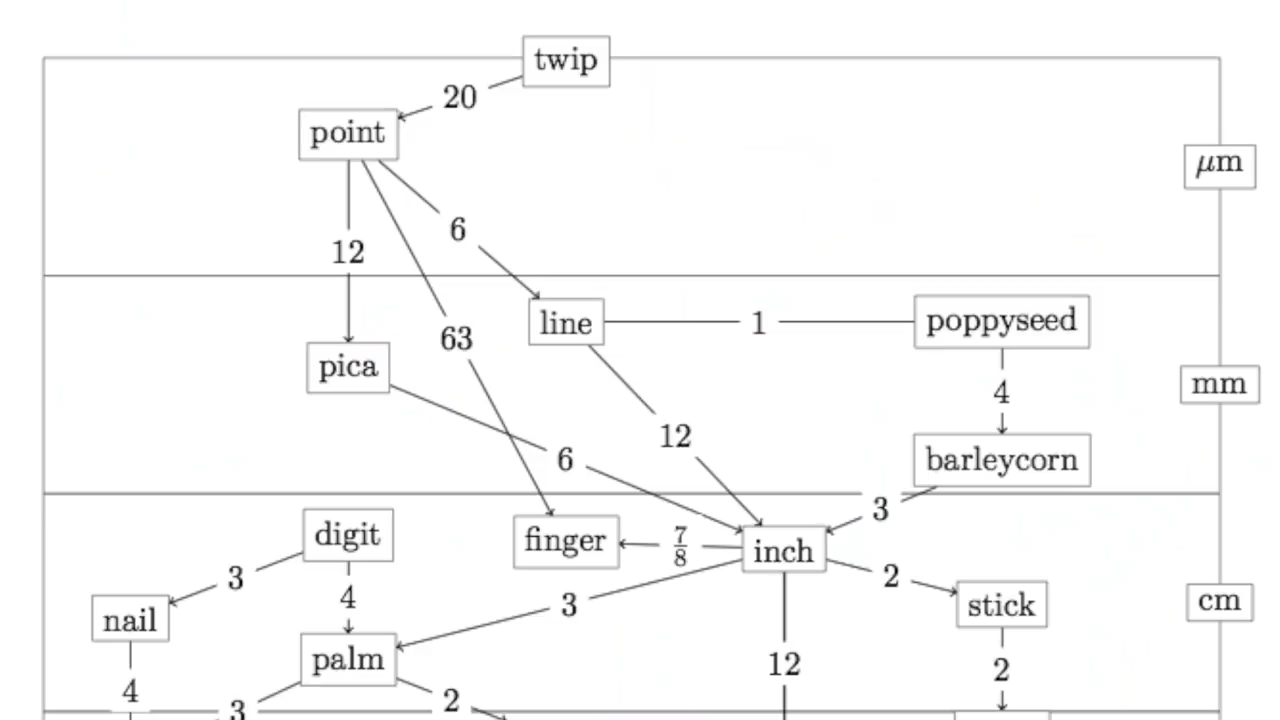 twip
20
point
μm
6
12
line
1
poppyseed
63
pica
mm
4
12
6
barleycorn
3
digit
finger
7/8
inch
3
4
2
cm
3
stick
nail
palm
12
2
4
3
2